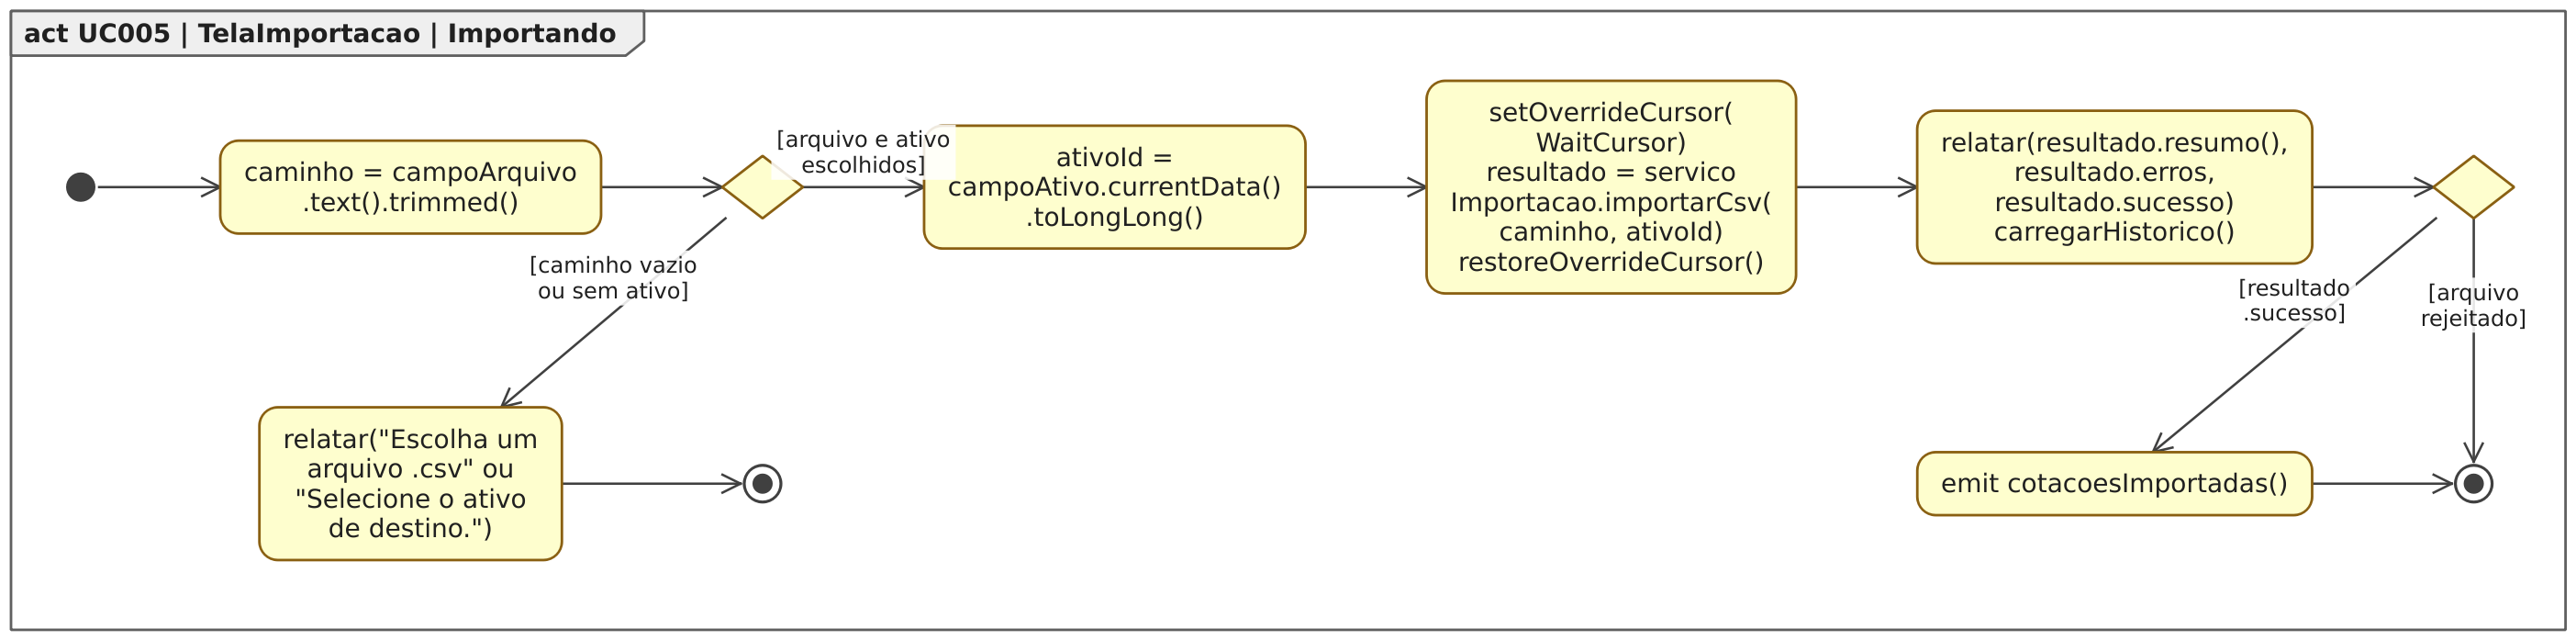 act UC005 | TelaImportacao | Importando
caminho = campoArquivo
.text().trimmed()
[arquivo e ativo
escolhidos]
ativoId =
campoAtivo.currentData()
.toLongLong()
setOverrideCursor(
WaitCursor)
resultado = servico
Importacao.importarCsv(
caminho, ativoId)
restoreOverrideCursor()
relatar(resultado.resumo(),
resultado.erros,
resultado.sucesso)
carregarHistorico()
[caminho vazio
ou sem ativo]
[resultado
.sucesso]
[arquivo
rejeitado]
relatar("Escolha um
arquivo .csv" ou
"Selecione o ativo
de destino.")
emit cotacoesImportadas()